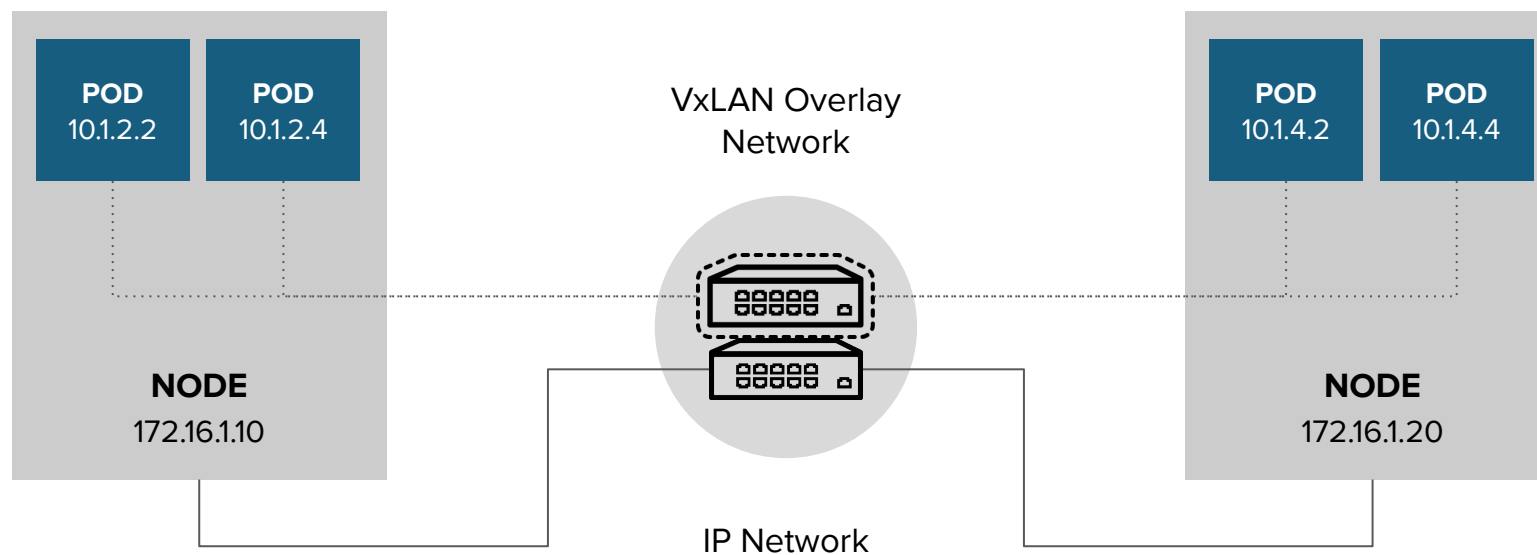 POD
10.1.2.2
POD
10.1.2.4
VxLAN Overlay
Network
POD
10.1.4.2
POD
10.1.4.4
NODE
172.16.1.10
NODE
172.16.1.20
IP Network